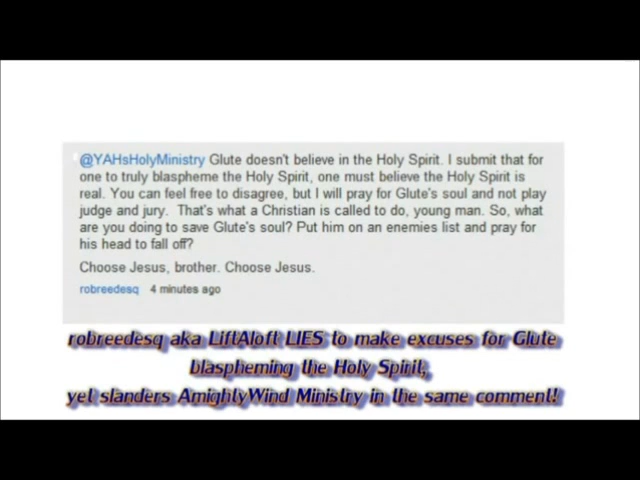 @YAHsHolyMinistry Glute doesn't believe in the Holy Spirit. I submit that for
one to truly blaspheme the Holy Spirit, one must believe the Holy Spirit is
real. You can feel free to disagree, but I will pray for Glute's soul and not play
judge and jury.  That's what a Christian is called to do, young man. So, what
are you doing to save Glute's soul? Put him on an enemies list and pray for
his head to fall off?
Choose Jesus, brother. Choose Jesus.
robreedesq 4 minutes ago
robreedesq aka LiftAloft LIES to make excuses for Glute
blaspheming the Holy Spirit,
yet slanders AmightyWind Ministry in the same comment!